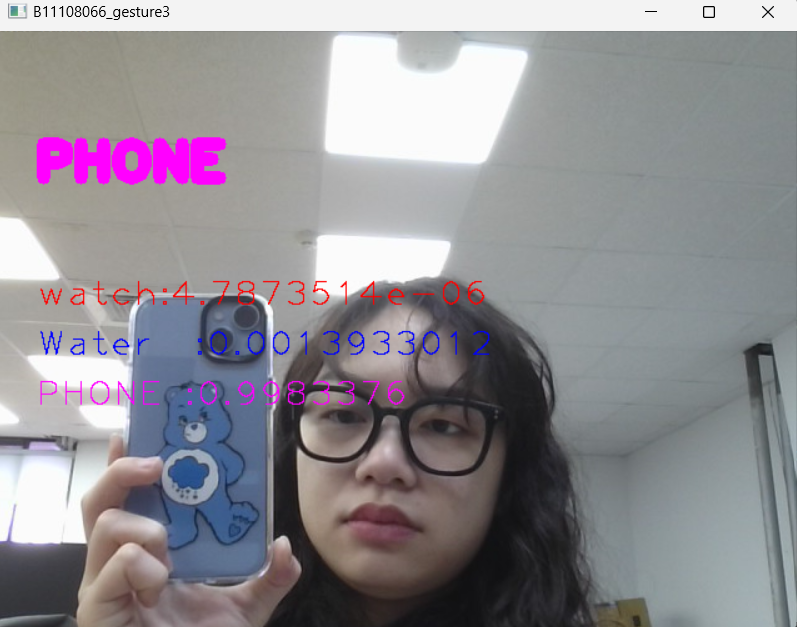 B11108066_gesture3
PHONE
watch:4.7873514e-06
Water :0.0013933012
PHONE :0.9983376